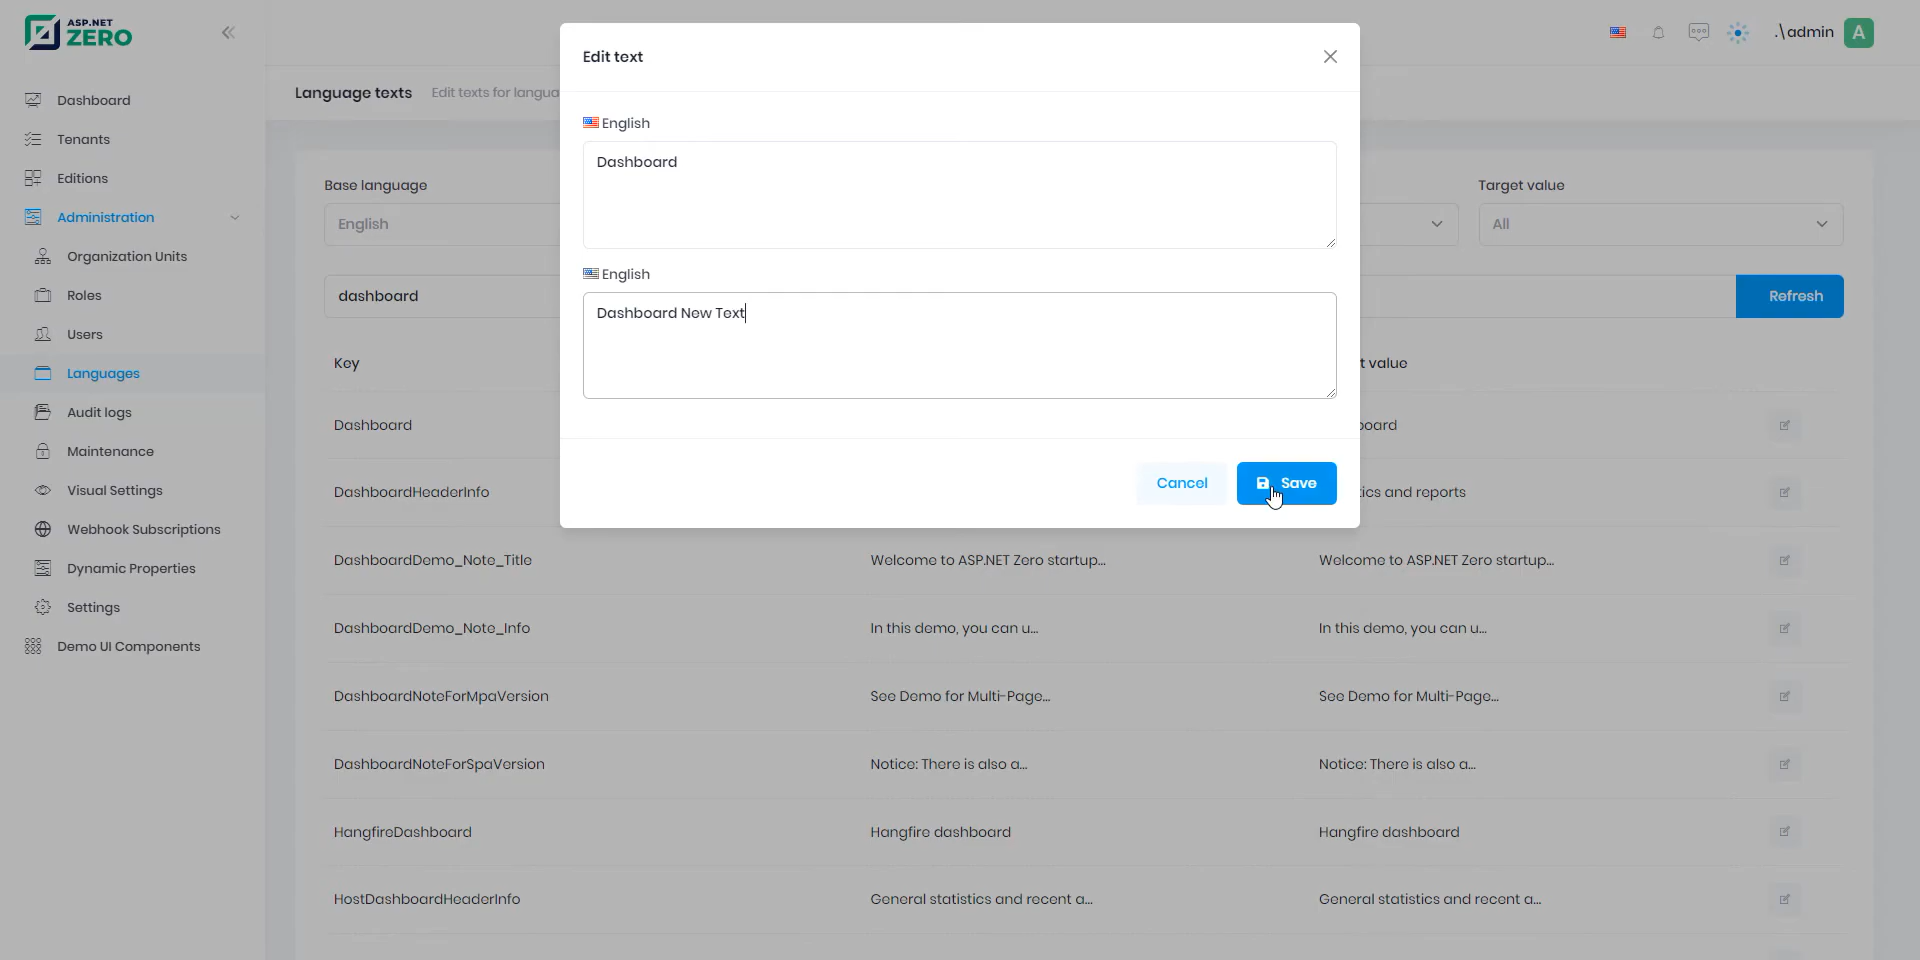 ASP.NET
ZERO
.\admin
A
Dashboard
Tenants
Editions
Administration
Organization Units
Roles
Users
Languages
Audit logs
Maintenance
Visual Settings
Webhook Subscriptions
Dynamic Properties
Settings
Demo UI Components
Language texts
Edit texts for langua
Base language
English
Target value
All
dashboard
Refresh
Key
t value
Dashboard
board
DashboardHeaderInfo
tics and reports
DashboardDemo_Note_Title
Welcome to ASP.NET Zero startup...
Welcome to ASP.NET Zero startup...
DashboardDemo_Note_Info
In this demo, you can u...
In this demo, you can u...
DashboardNoteForMpaVersion
See Demo for Multi-Page...
See Demo for Multi-Page...
DashboardNoteForSpaVersion
Notice: There is also a...
Notice: There is also a...
HangfireDashboard
Hangfire dashboard
Hangfire dashboard
HostDashboardHeaderInfo
General statistics and recent a...
General statistics and recent a...
Edit text
English
Dashboard
English
Dashboard New Text
Cancel
Save